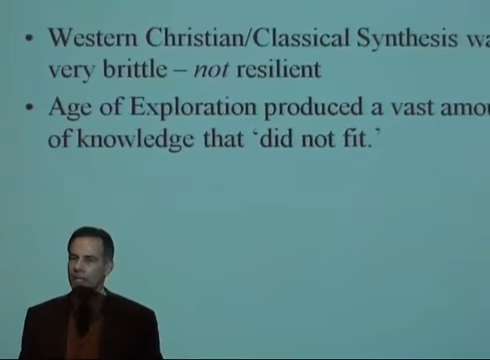 • Western Christian/Classical Synthesis wa
very brittle – not resilient
• Age of Exploration produced a vast amou
of knowledge that ‘did not fit.’